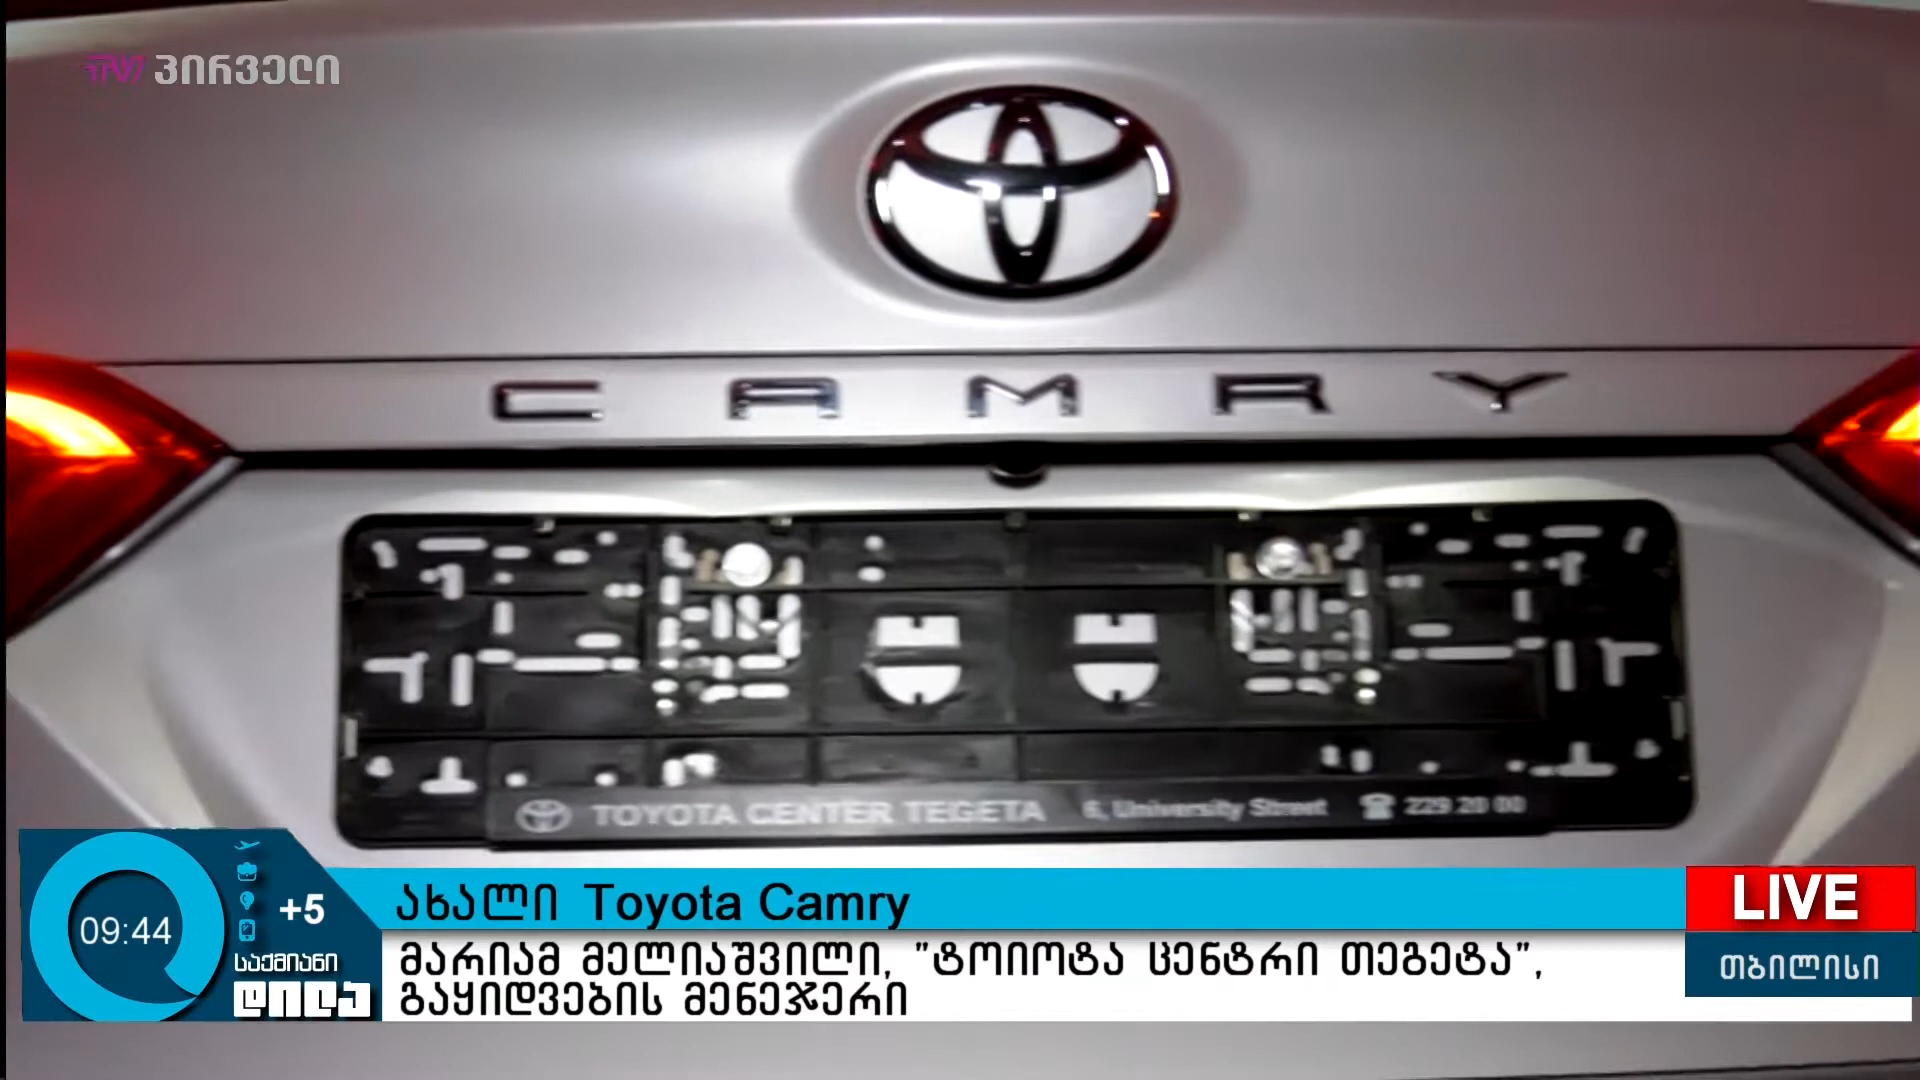 TV პირველი
CAMRY
TOYOTA CENTER TEGETA 6, University Street ☎ 229 20 00
09:44
+5
საქმიანი
დილა
ახალი Toyota Camry
მარიამ მელიაშვილი, "ტოიოტა ცენტრი თეგეტა",
გაყიდვების მენეჯერი
LIVE
თბილისი